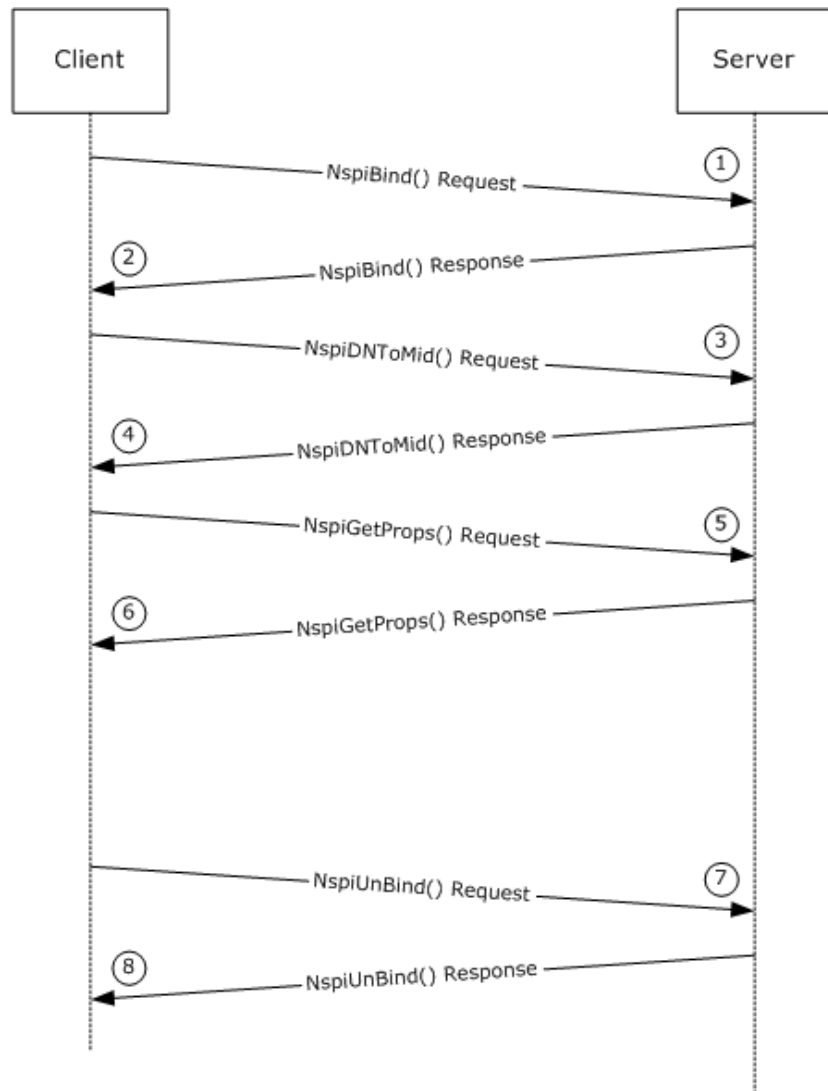 Client
Server
NspiBind() Request
1
2
NspiBind() Response
NspiDNToMid() Request
3
4
NspiDNToMid() Response
NspiGetProps() Request
5
6
NspiGetProps() Response
NspiUnBind() Request
7
8
NspiUnBind() Response